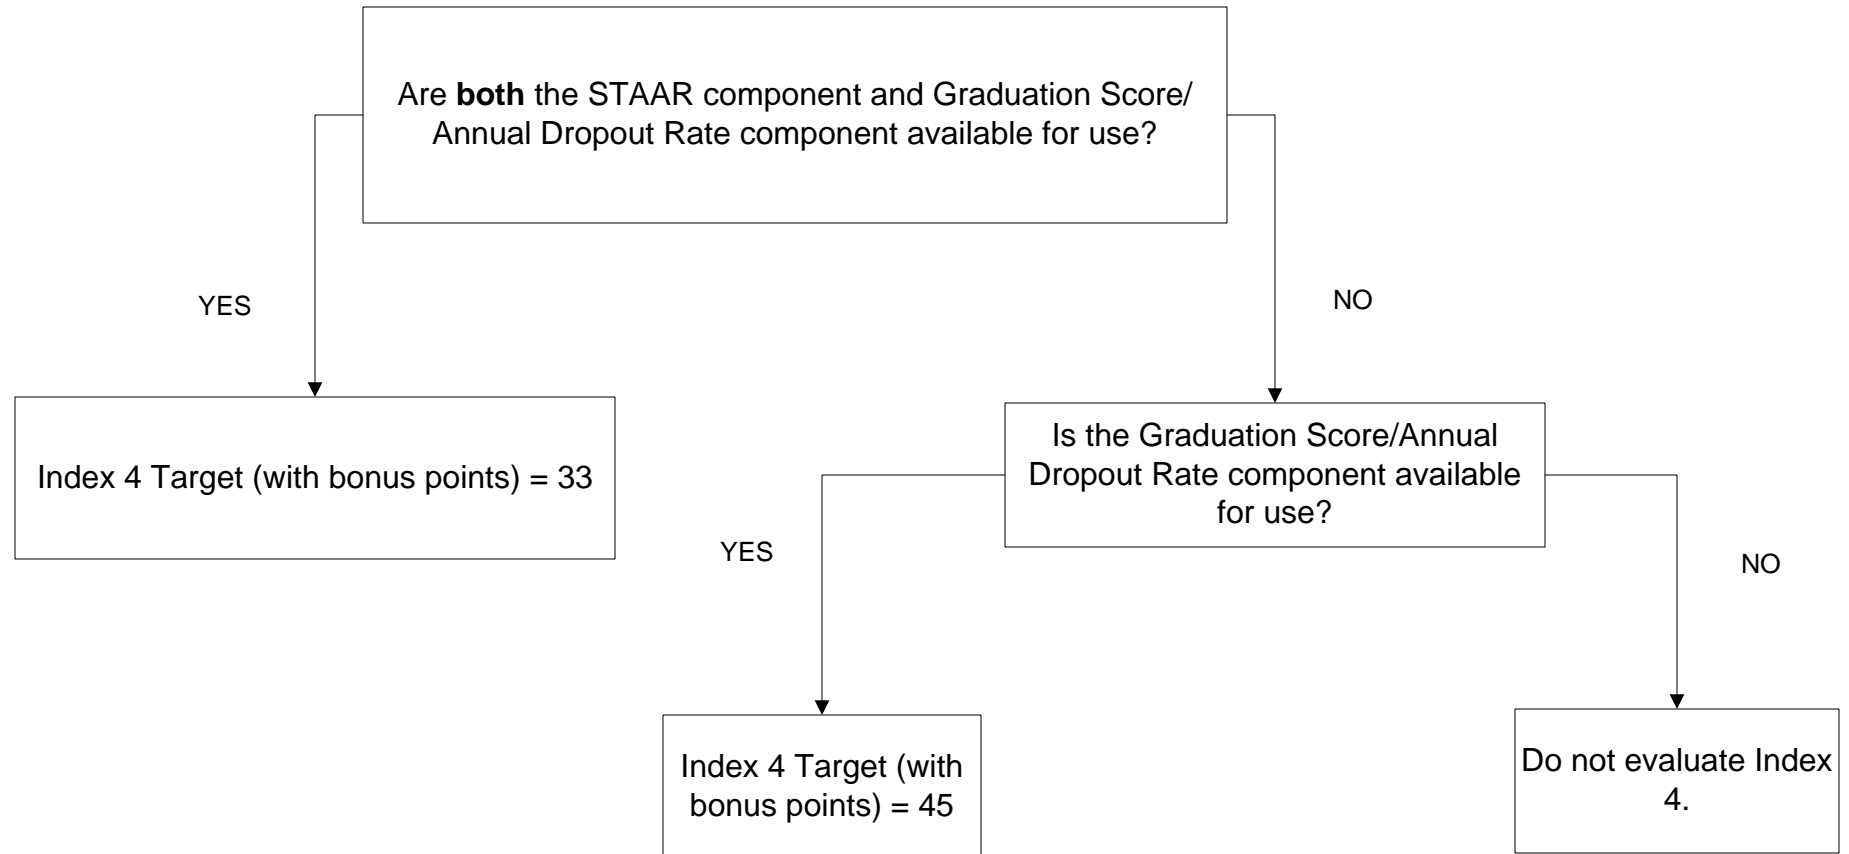 Are both the STAAR component and Graduation Score/
Annual Dropout Rate component available for use?
YES
NO
Index 4 Target (with bonus points) = 33
Is the Graduation Score/Annual
Dropout Rate component available
for use?
YES
NO
Index 4 Target (with
bonus points) = 45
Do not evaluate Index
4.